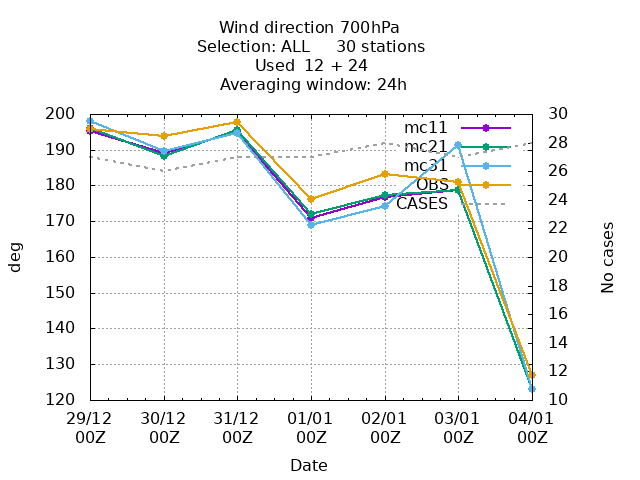 Wind direction 700hPa
Selection: ALL 30 stations
Used 12 + 24
Averaging window: 24h
200
190
180
170
160
150
140
130
120
deg
30
28
26
24
22
20
18
16
14
12
10
No cases
mc11
mc21
mc31
OBS
CASES
29/12 30/12 31/12 01/01 02/01 03/01 04/01
00Z 00Z 00Z 00Z 00Z 00Z 00Z
Date